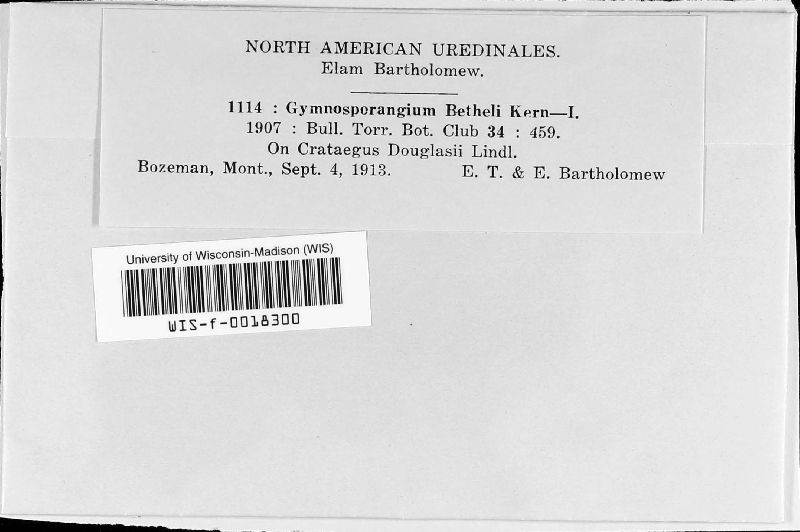 NORTH AMERICAN UREDINALES.
Elam Bartholomew.
1114 : Gymnosporangium Betheli Kern—I.
1907 : Bull. Torr. Bot. Club 34 : 459.
On Crataegus Douglasii Lindl.
Bozeman, Mont., Sept. 4, 1913. E. T. & E. Bartholomew
University of Wisconsin-Madison (WIS)
WIS-f-0018300